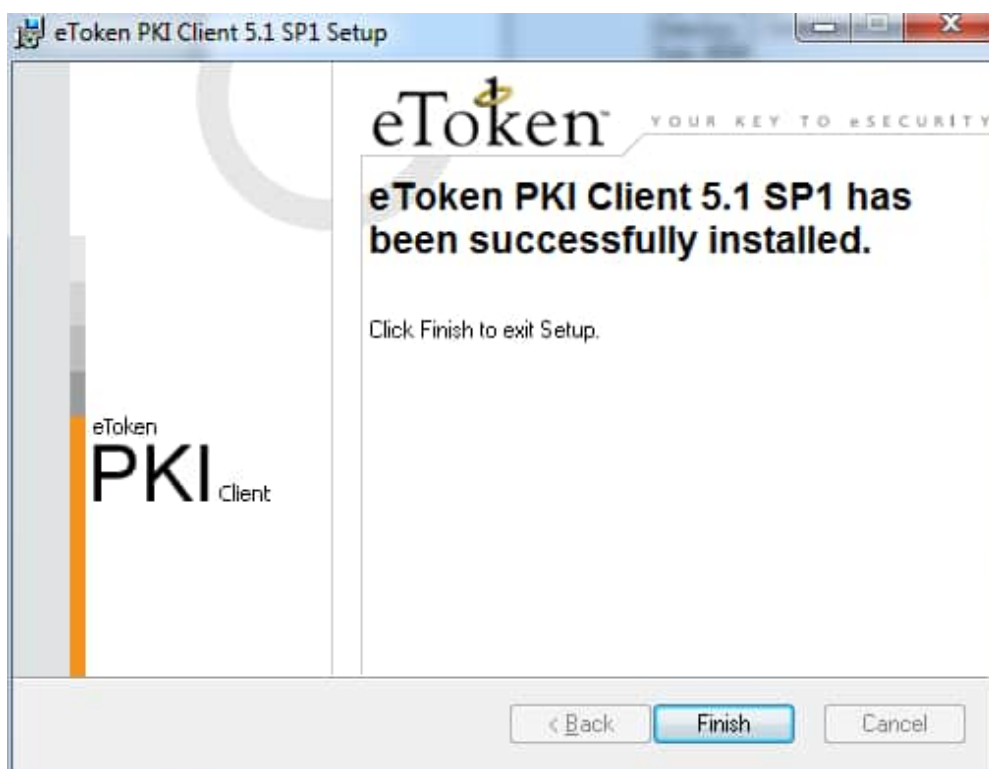 eToken PKI Client 5.1 SP1 Setup
eToken™
YOUR KEY TO eSECURITY
eToken PKI Client 5.1 SP1 has
been successfully installed.
Click Finish to exit Setup.
eToken
PKI Client
< Back
Finish
Cancel